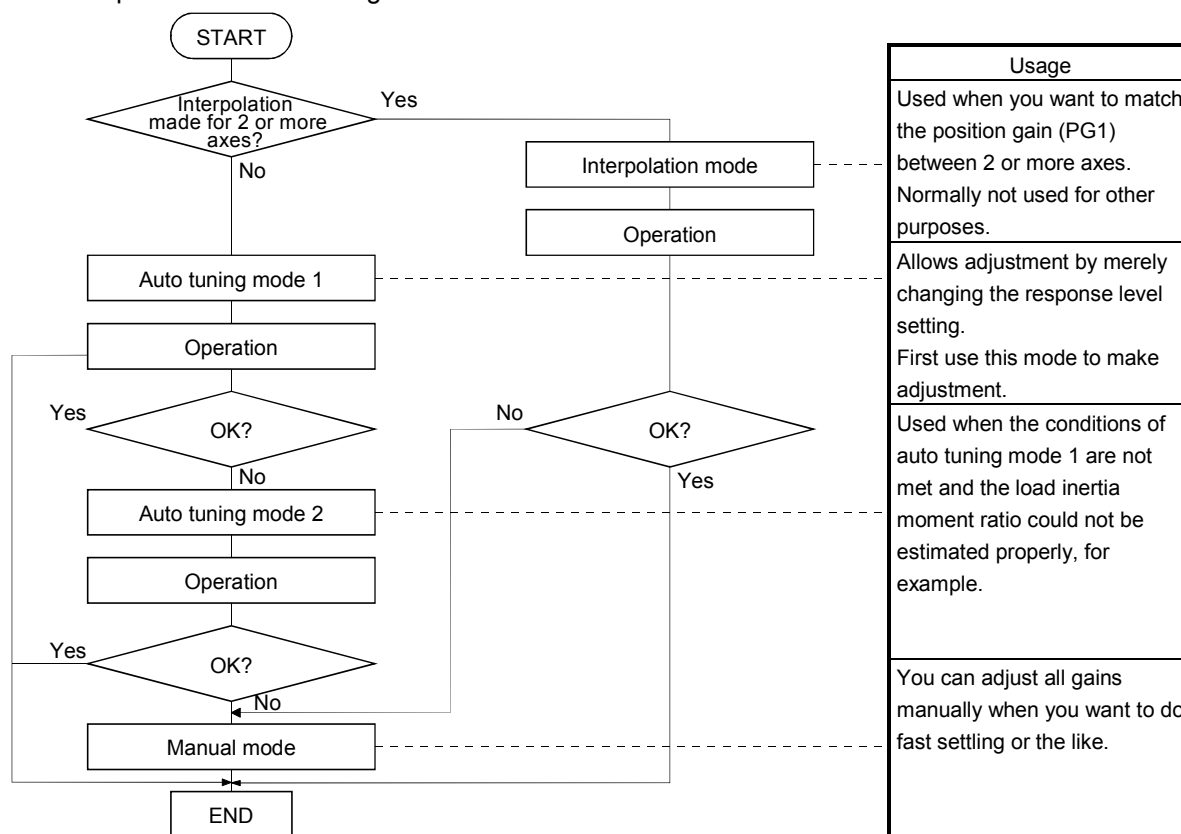 START
Interpolation
made for 2 or more
axes?
Yes
No
Interpolation mode
Operation
Auto tuning mode 1
Operation
Yes
OK?
No
No
OK?
Yes
Auto tuning mode 2
Operation
Yes
OK?
No
Manual mode
END
Usage
Used when you want to match
the position gain (PG1)
between 2 or more axes.
Normally not used for other
purposes.
Allows adjustment by merely
changing the response level
setting.
First use this mode to make
adjustment.
Used when the conditions of
auto tuning mode 1 are not
met and the load inertia
moment ratio could not be
estimated properly, for
example.
You can adjust all gains
manually when you want to do
fast settling or the like.